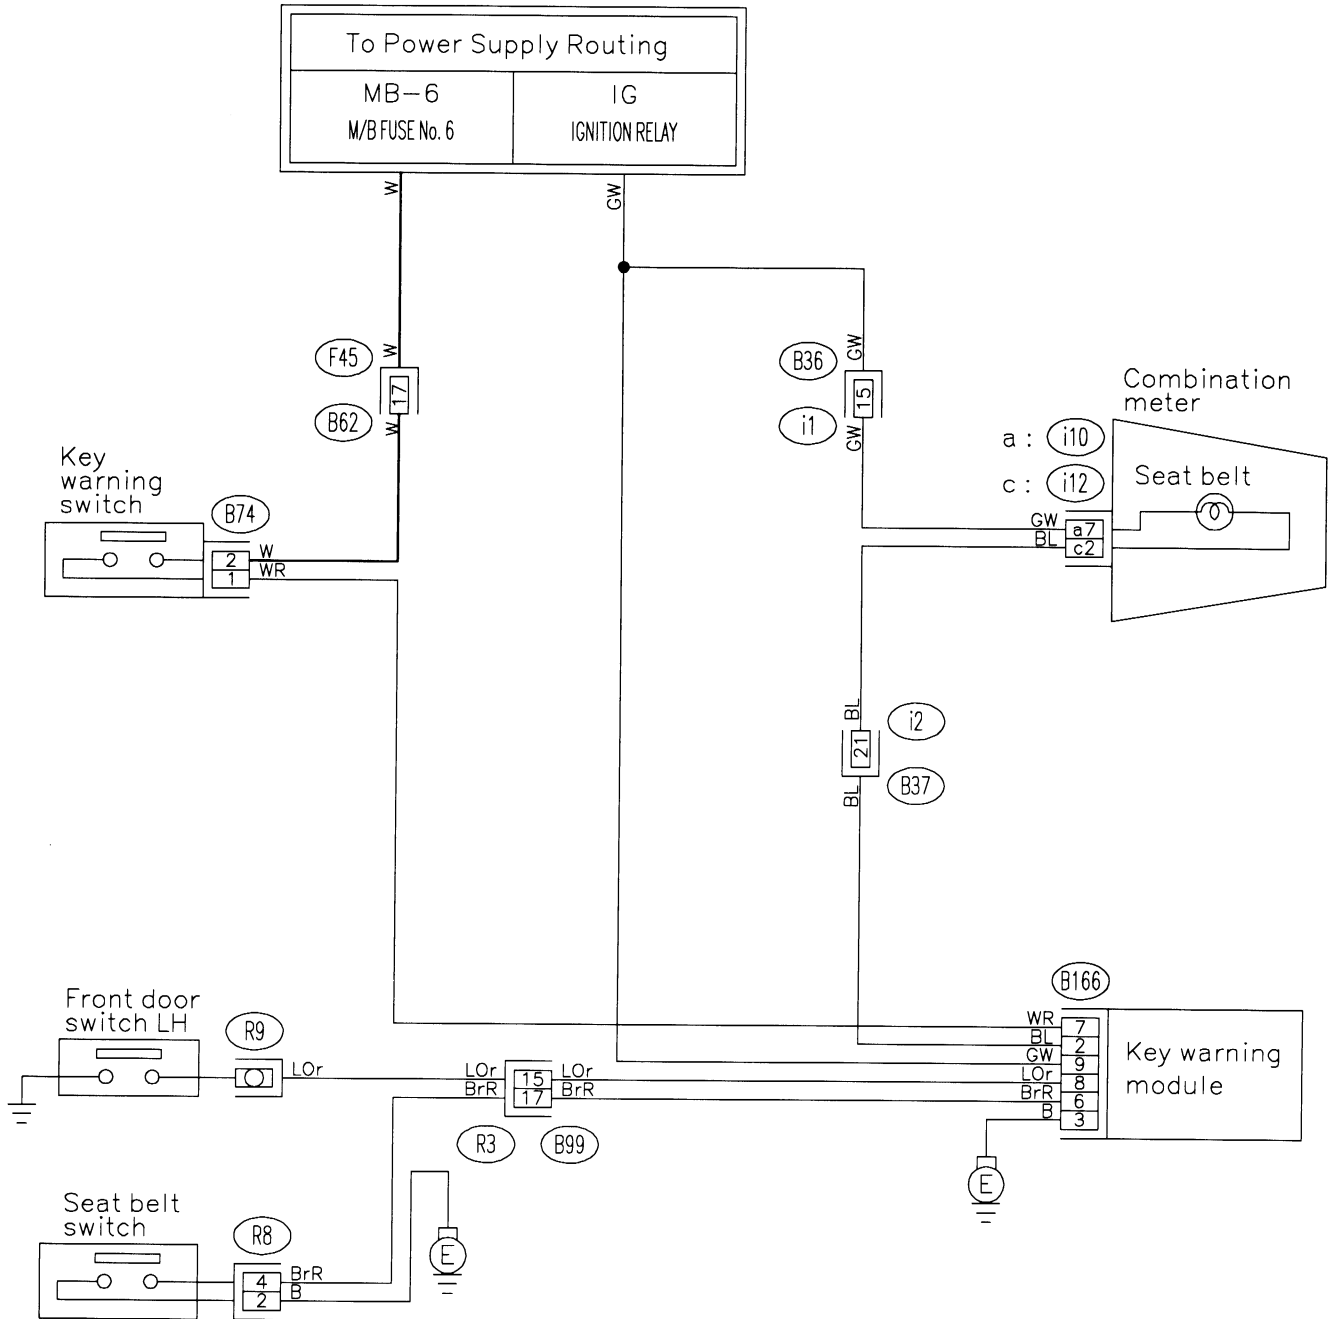 To Power Supply Routing
MB-6
M/B FUSE No. 6
IG
IGNITION RELAY
W
GW
F45
W
17
B62
W
B36
GW
15
i1
GW
Combination
meter
a : i10
c : i12
Seat belt
GW
a7
BL
c2
Key
warning
switch
B74
2
W
1
WR
BL
i2
21
B37
BL
B166
WR
7
BL
2
GW
9
LOr
8
BrR
6
B
3
Key warning
module
E
Front door
switch LH
R9
LOr
LOr
15
LOr
BrR
17
BrR
R3
B99
Seat belt
switch
R8
4
BrR
2
B
E